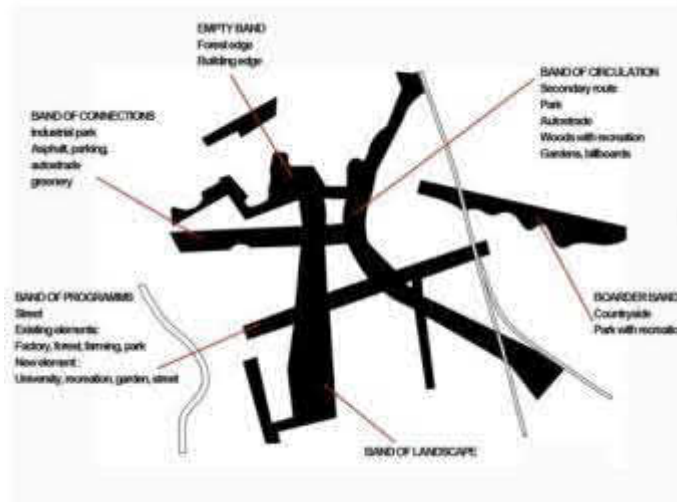 EMPTY BAND
Forest edge
Building edge
BAND OF CIRCULATION
Secondary route
Park
Autostrade
Woods with recreation
Gardens, billboards
BAND OF CONNECTIONS
Industrial park
Asphalt, parking,
autostrade
greenery
BAND OF PROGRAMMS
Street
Existing elements:
Factory, forest, farming, park
New element:
University, recreation, garden, street
BOARDER BAND
Countryside
Park with recreatio
BAND OF LANDSCAPE